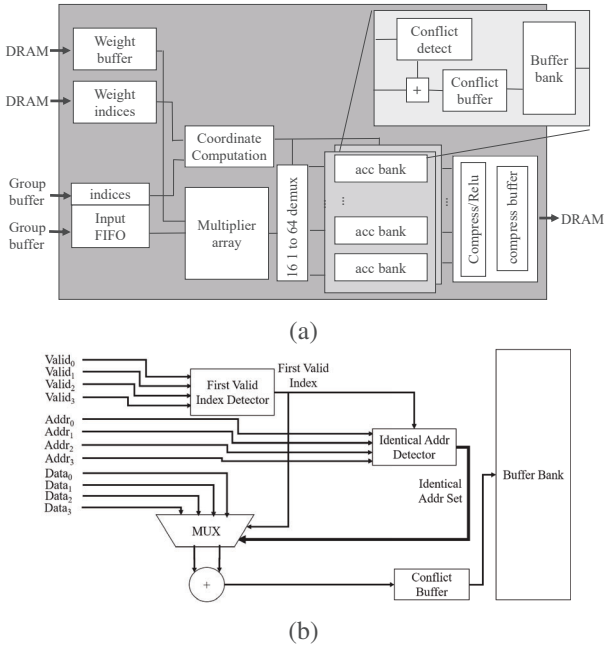 DRAM
Weight
buffer
DRAM
Weight
indices
Group
buffer
indices
Group
buffer
Input
FIFO
Coordinate
Computation
Multiplier
array
16 1 to 64 demux
acc bank
...
...
acc bank
acc bank
...
...
Compress/Relu
compress buffer
DRAM
Conflict
detect
+
Conflict
buffer
Buffer
bank
(a)
Valid0
Valid1
Valid2
Valid3
First Valid
Index Detector
First Valid
Index
Addr0
Addr1
Addr2
Addr3
Identical Addr
Detector
Identical
Addr Set
Data0
Data1
Data2
Data3
MUX
+
Conflict
Buffer
Buffer Bank
(b)